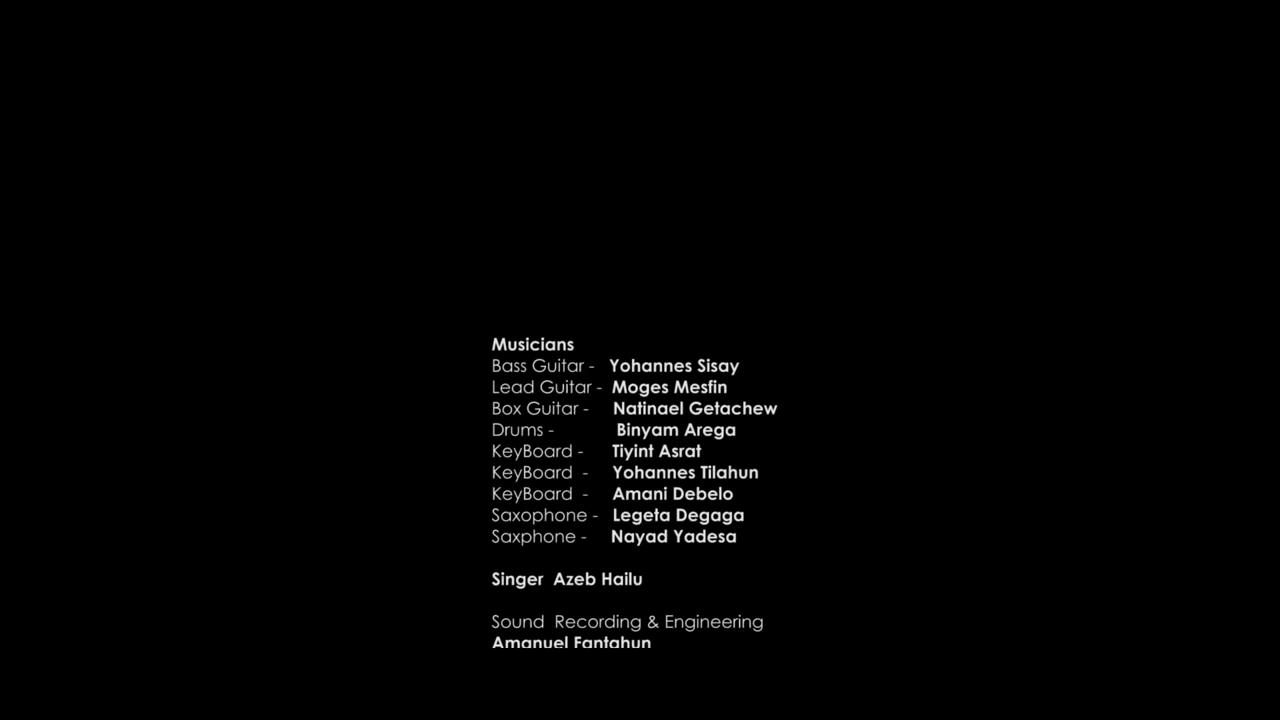 Musicians
Bass Guitar - Yohannes Sisay
Lead Guitar - Moges Mesfin
Box Guitar - Natinael Getachew
Drums - Binyam Arega
KeyBoard - Tiyint Asrat
KeyBoard - Yohannes Tilahun
KeyBoard - Amani Debelo
Saxophone - Legeta Degaga
Saxphone - Nayad Yadesa
Singer Azeb Hailu
Sound Recording & Engineering
Amanuel Fantahun